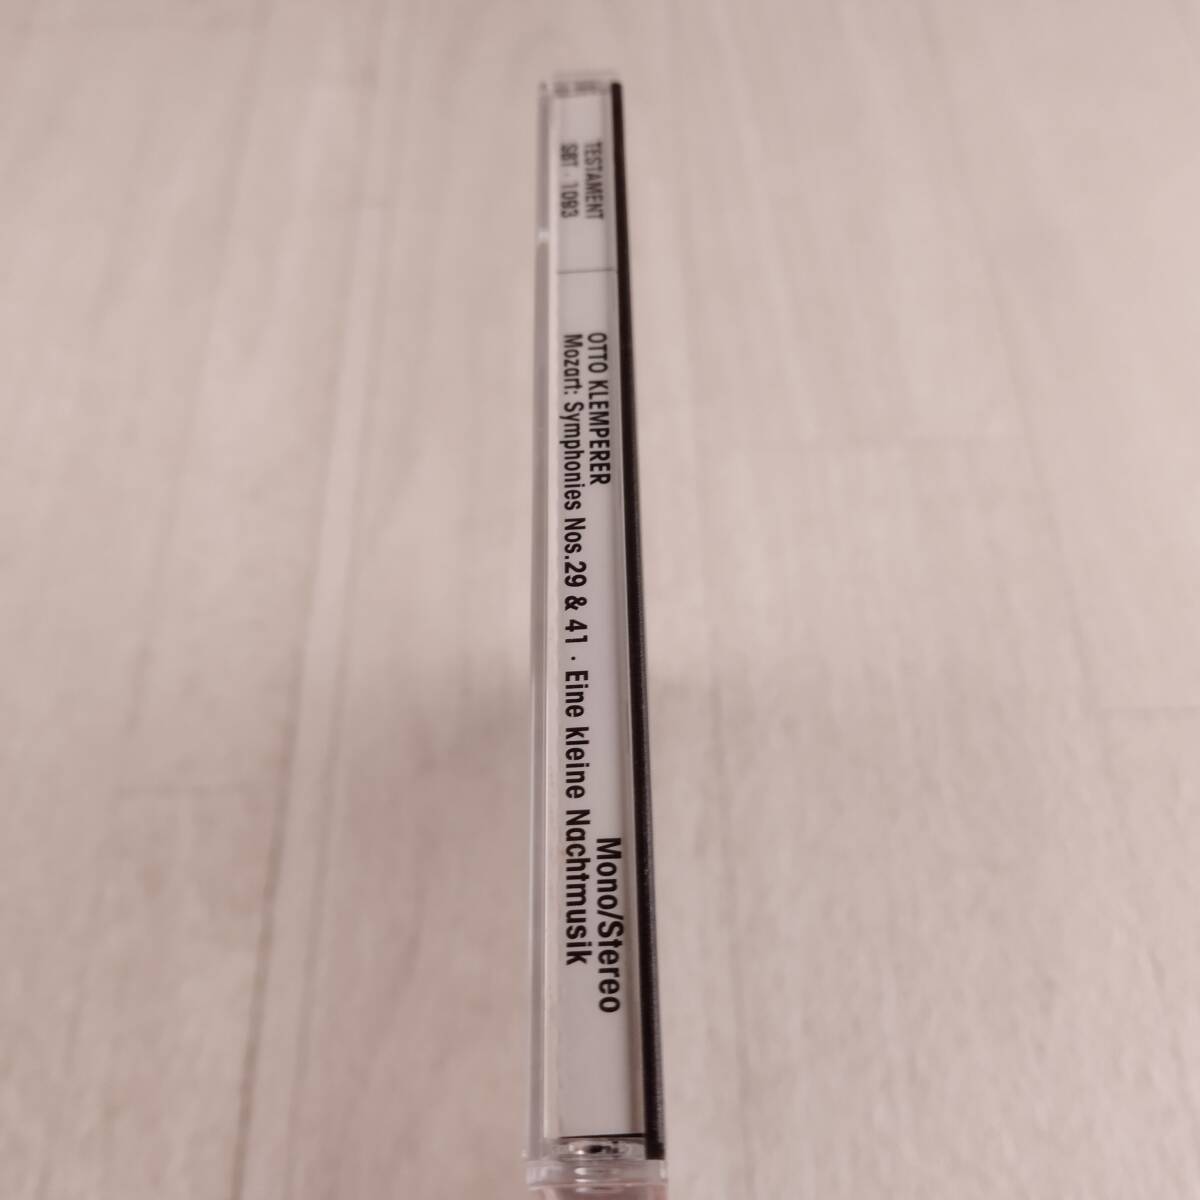 TESTAMENT
SBT · 1093
OTTO KLEMPERER
Mozart: Symphonies Nos.29 & 41 · Eine kleine Nachtmusik
Mono/Stereo